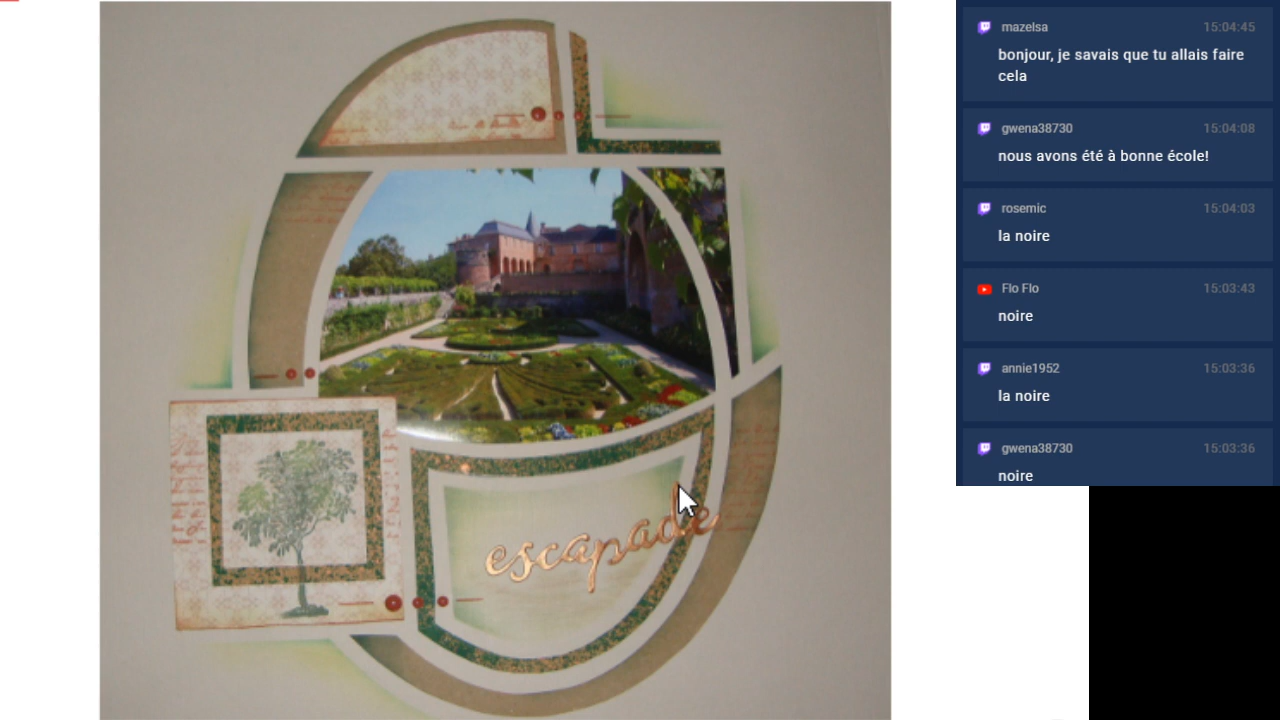 escapade
mazelsa 15:04:45
bonjour, je savais que tu allais faire
cela
gwena38730 15:04:08
nous avons été à bonne école!
rosemic 15:04:03
la noire
Flo Flo 15:03:43
noire
annie1952 15:03:36
la noire
gwena38730 15:03:36
noire